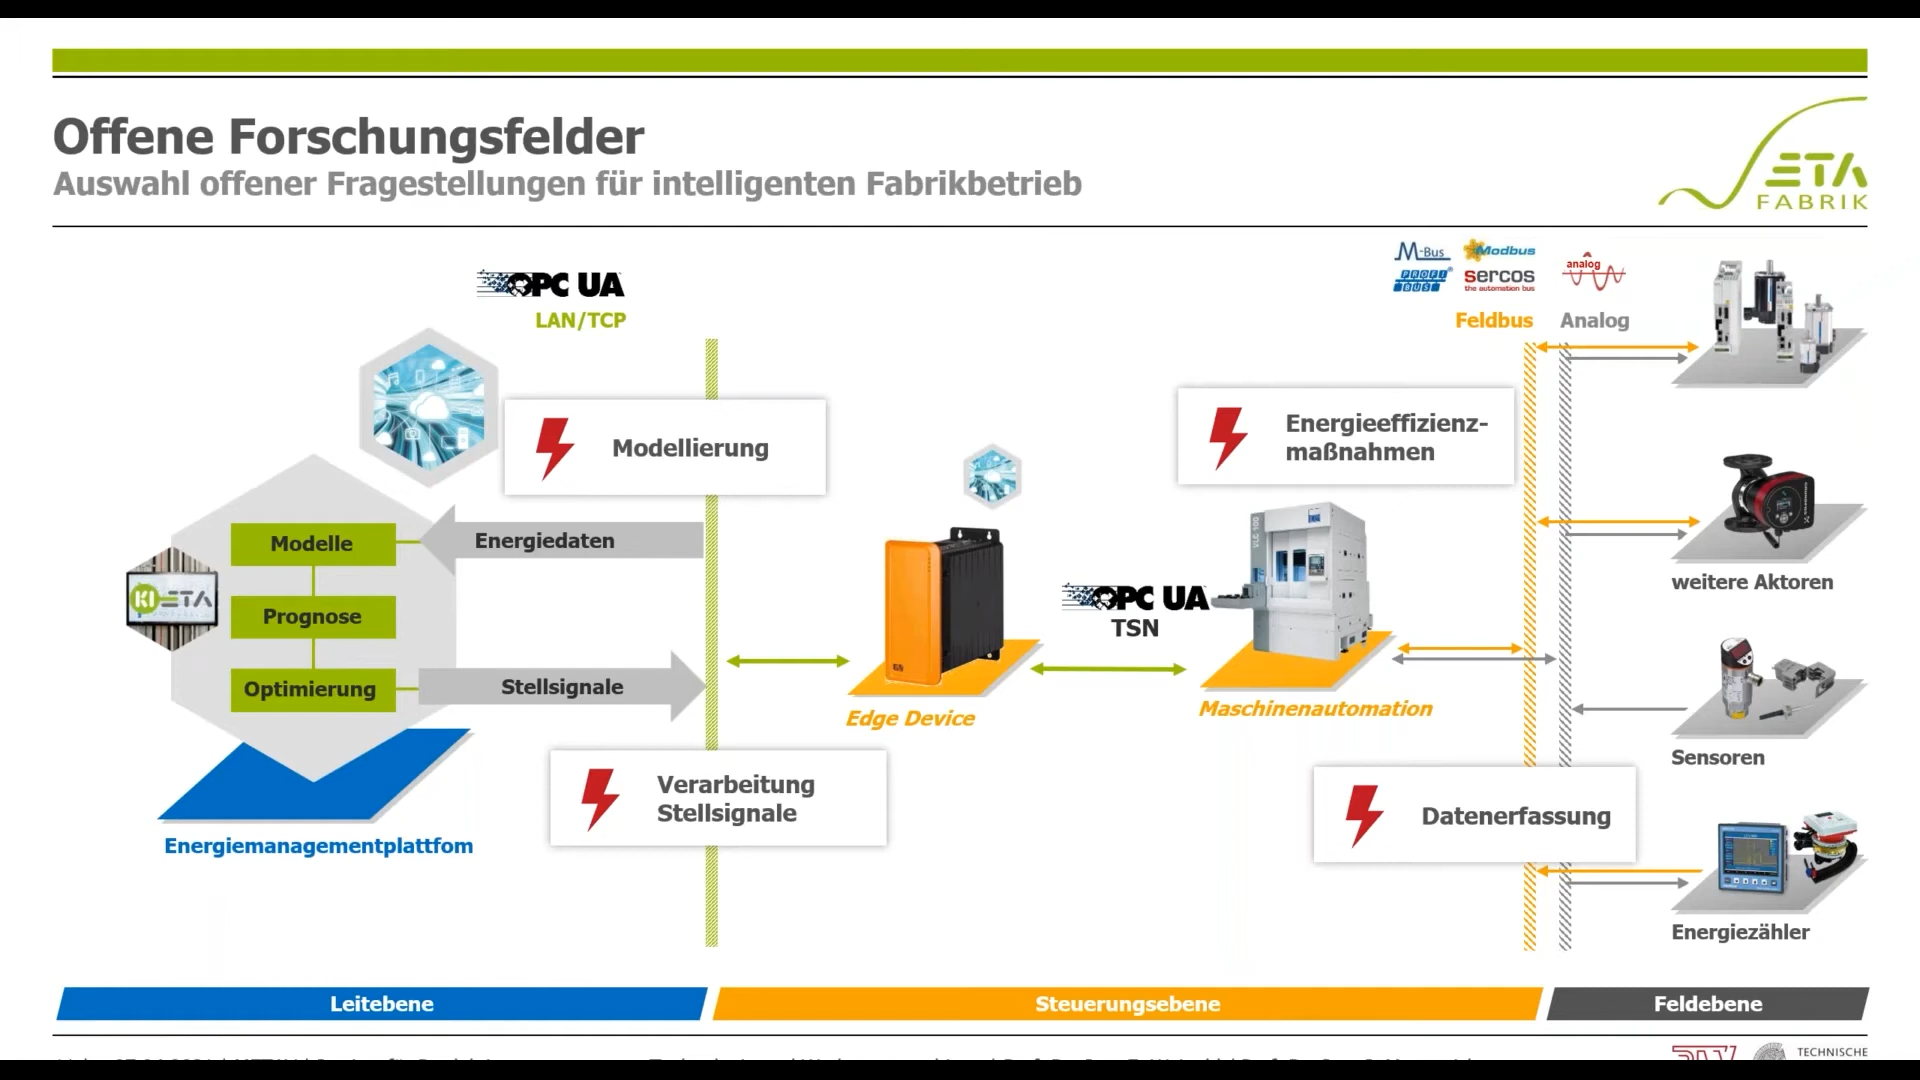 Offene Forschungsfelder
Auswahl offener Fragestellungen für intelligenten Fabrikbetrieb
ETA
FABRIK
OPC UA
LAN/TCP
M-Bus
Modbus
PROFI
BUS
sercos
the automation bus
analog
Feldbus
Analog
Modellierung
Energieeffizienz-
maßnahmen
Modelle
Energiedaten
KI ETA
Prognose
Optimierung
Stellsignale
OPC UA
TSN
VLC 100
weitere Aktoren
Edge Device
Maschinenautomation
Sensoren
Verarbeitung
Stellsignale
Datenerfassung
Energiemanagementplattfom
Energiezähler
Leitebene
Steuerungsebene
Feldebene
TECHNISCHE